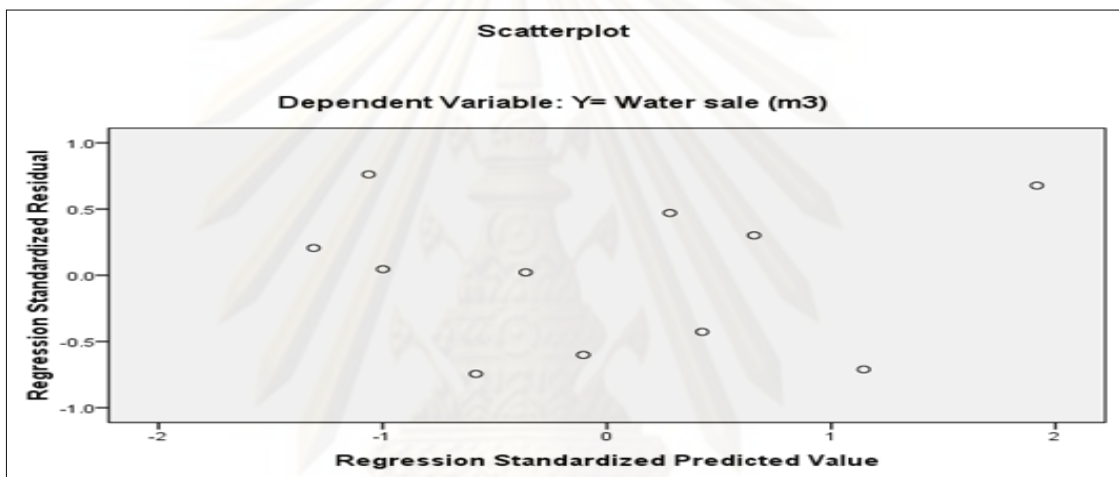 Scatterplot
Dependent Variable: Y= Water sale (m3)
Regression Standardized Residual
1.0
0.5
0.0
-0.5
-1.0
-2
-1
0
1
2
Regression Standardized Predicted Value